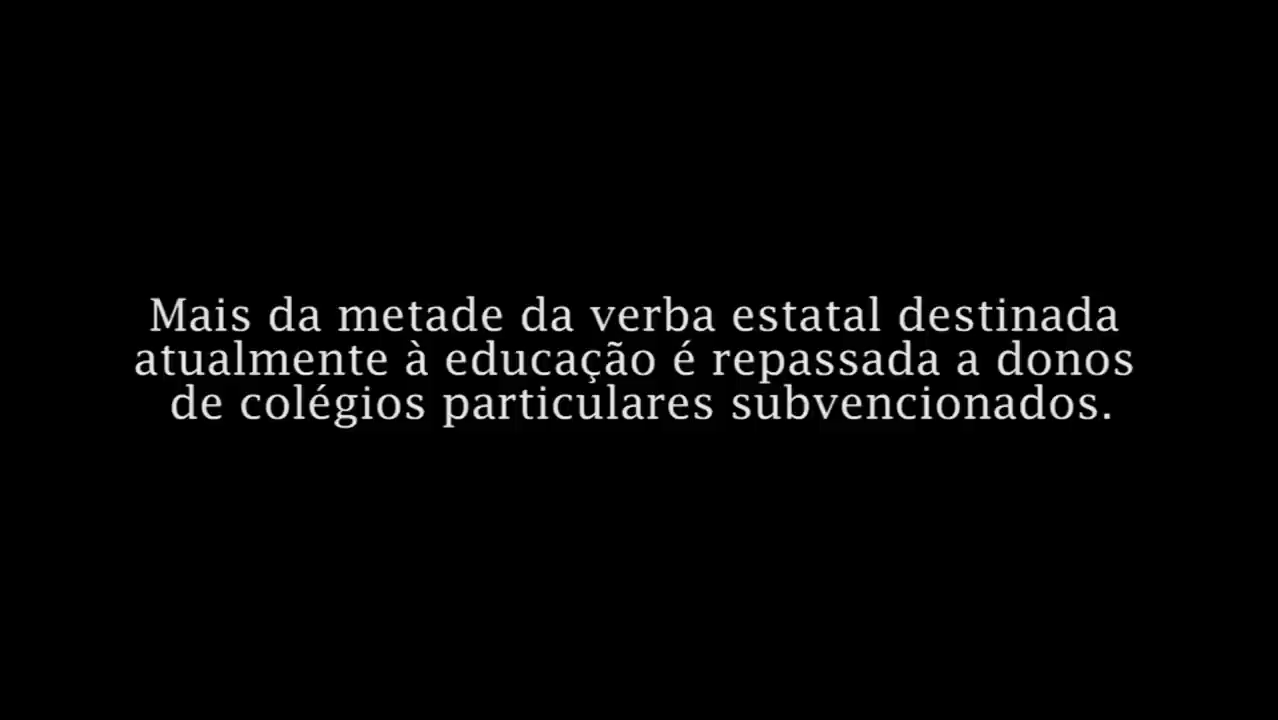 Mais da metade da verba estatal destinada
atualmente à educação é repassada a donos
de colégios particulares subvencionados.